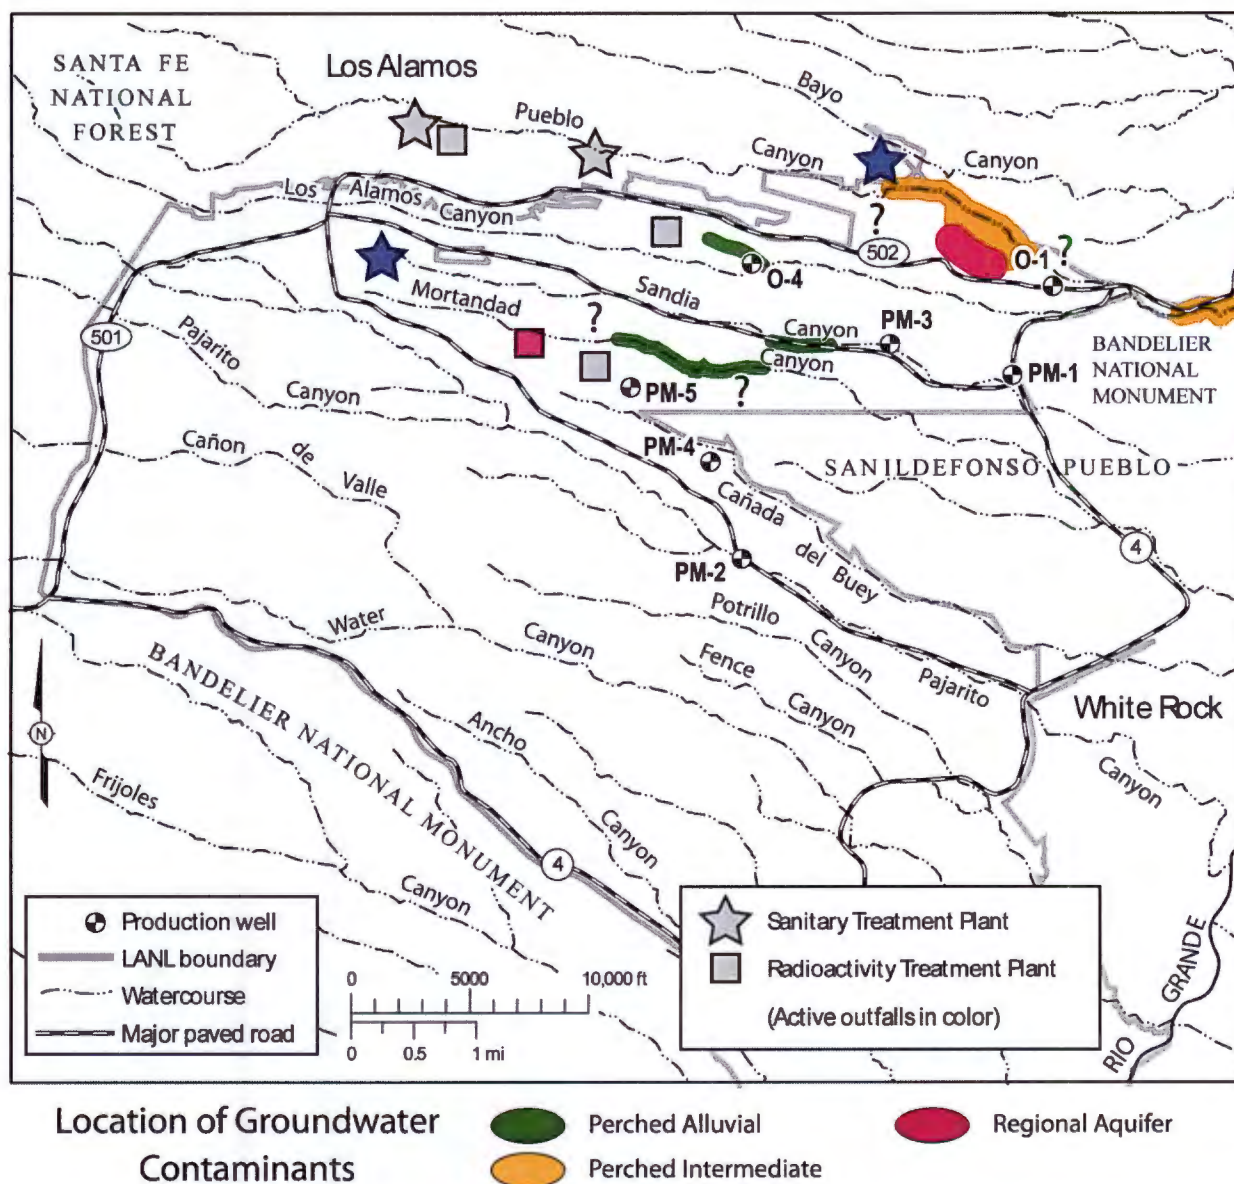 SANTA FE
NATIONAL
FOREST
Los Alamos
Pueblo
Bayo
Canyon
Canyon
Los
Alamos
Canyon
?
502
O-1
?
O-4
Sandia
Canyon
PM-3
Mortandad
?
Canyon
501
Pajarito
Canyon
PM-5
?
PM-1
BANDELIER
NATIONAL
MONUMENT
PM-4
SANILDEFONSO PUEBLO
Cañon
de
Valle
Cañada
del
Buey
4
PM-2
Potrillo
Canyon
Water
Canyon
Fence
Canyon
Pajarito
White Rock
Canyon
BANDELIER NATIONAL MONUMENT
N
Ancho
Canyon
Frijoles
Canyon
4
RIO GRANDE
Production well
LANL boundary
Watercourse
Major paved road
0 5000 10,000 ft
0 0.5 1 mi
Sanitary Treatment Plant
Radioactivity Treatment Plant
(Active outfalls in color)
Location of Groundwater
Contaminants
Perched Alluvial
Regional Aquifer
Perched Intermediate